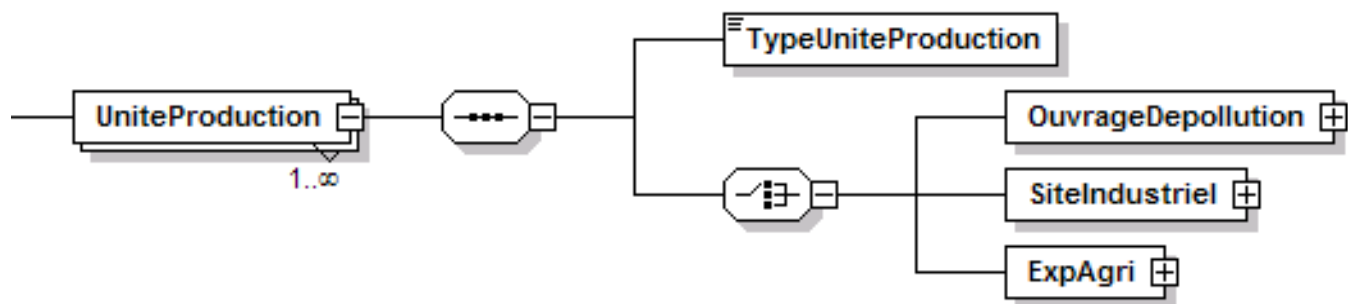 TypeUniteProduction
UniteProduction
1..∞
OuvrageDepollution
SiteIndustriel
ExpAgri